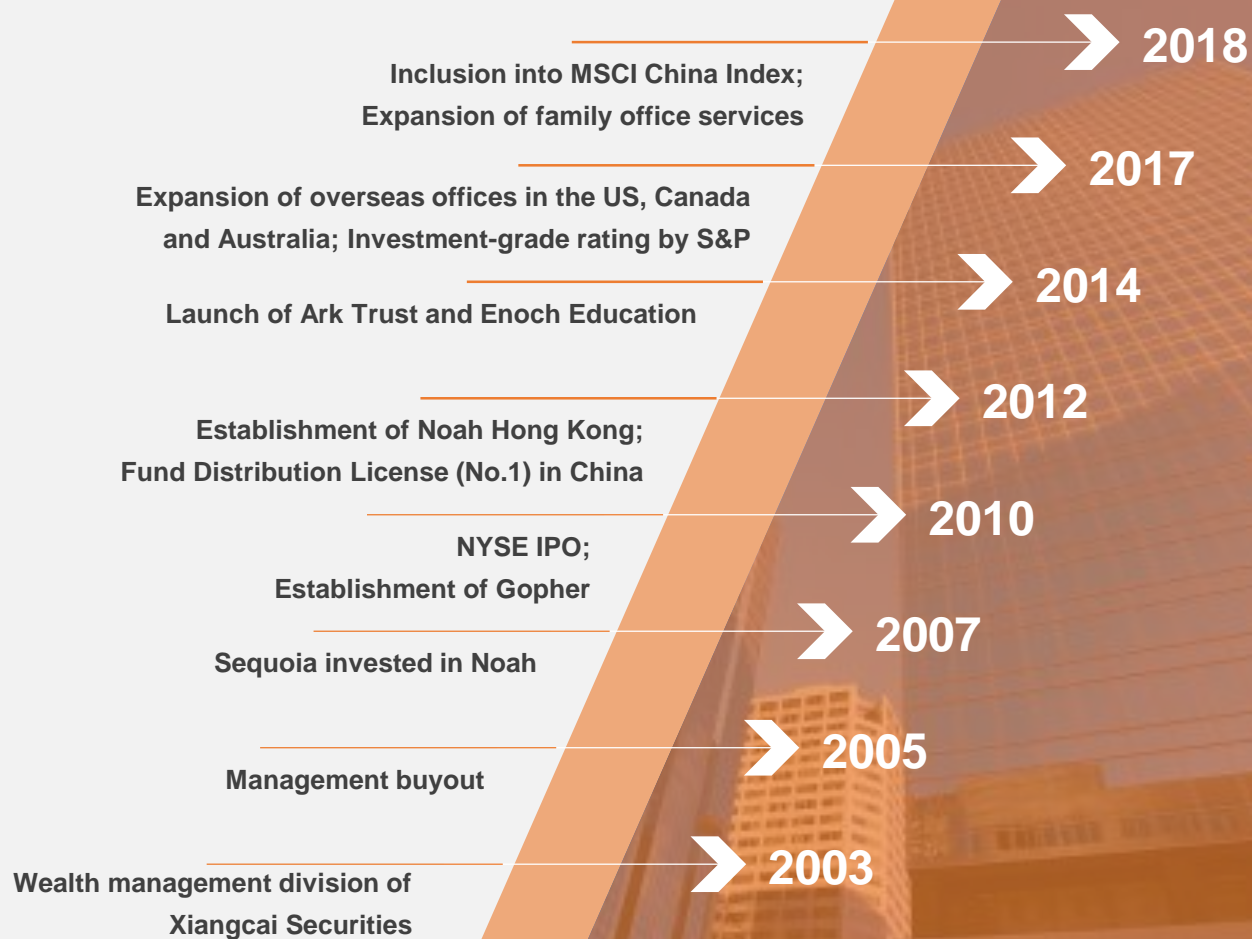 2018
Inclusion into MSCI China Index;
Expansion of family office services
2017
Expansion of overseas offices in the US, Canada
and Australia; Investment-grade rating by S&P
2014
Launch of Ark Trust and Enoch Education
2012
Establishment of Noah Hong Kong;
Fund Distribution License (No.1) in China
2010
NYSE IPO;
Establishment of Gopher
2007
Sequoia invested in Noah
2005
Management buyout
2003
Wealth management division of
Xiangcai Securities